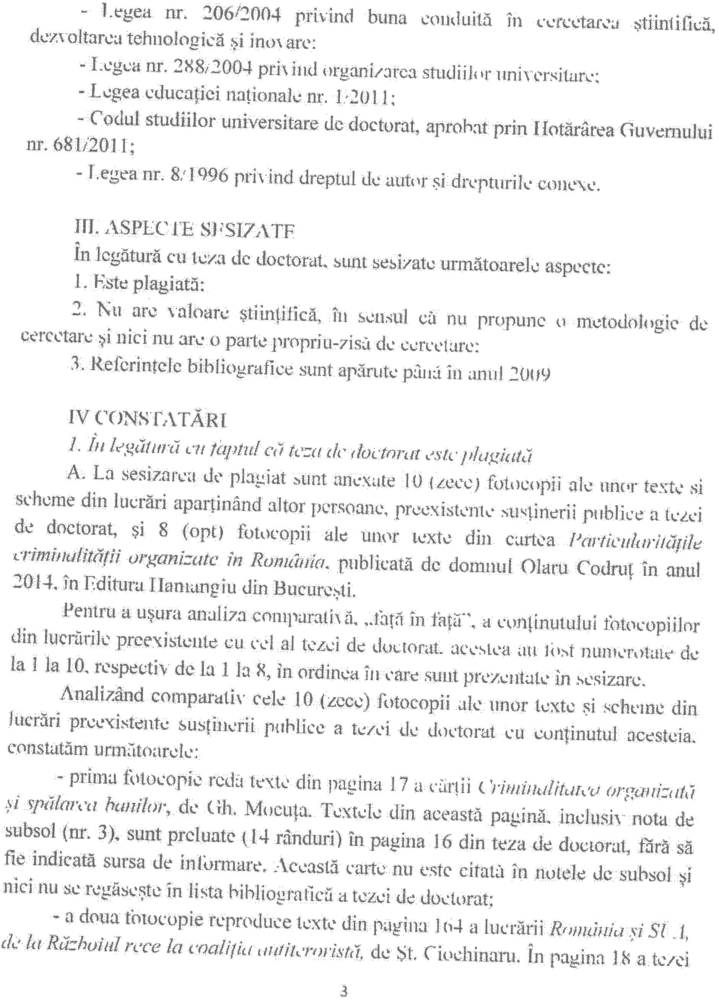 - Legea nr. 206/2004 privind buna conduită în cercetarea științifică,
dezvoltarea tehnologică și inovare;
- Legea nr. 288/2004 privind organizarea studiilor universitare;
- Legea educației naționale nr. 1/2011;
- Codul studiilor universitare de doctorat, aprobat prin Hotărârea Guvernului
nr. 681/2011;
- Legea nr. 8/1996 privind dreptul de autor și drepturile conexe.
III. ASPECTE SESIZATE
În legătură cu teza de doctorat, sunt sesizate următoarele aspecte:
1. Este plagiată;
2. Nu are valoare științifică, în sensul că nu propune o metodologie de
cercetare și nici nu are o parte propriu-zisă de cercetare;
3. Referințele bibliografice sunt apărute până în anul 2009
IV CONSTATĂRI
1. În legătură cu faptul că teza de doctorat este plagiată
A. La sesizarea de plagiat sunt anexate 10 (zece) fotocopii ale unor texte si
scheme din lucrări aparținând altor persoane, preexistente susținerii publice a tezei
de doctorat, și 8 (opt) fotocopii ale unor texte din cartea Particularitățile
criminalității organizate în România, publicată de domnul Olaru Codruț în anul
2014, în Editura Hamangiu din București.
Pentru a ușura analiza comparativă, „față în față”, a conținutului fotocopiilor
din lucrările preexistente cu cel al tezei de doctorat, acestea au fost numerotate de
la 1 la 10, respectiv de la 1 la 8, în ordinea în care sunt prezentate în sesizare.
Analizând comparativ cele 10 (zece) fotocopii ale unor texte și scheme din
lucrări preexistente susținerii publice a tezei de doctorat cu conținutul acesteia,
constatăm următoarele:
- prima fotocopie reda texte din pagina 17 a cărții Criminalitatea organizată
și spălarea banilor, de Gh. Mocuța. Textele din această pagină, inclusiv nota de
subsol (nr. 3), sunt preluate (14 rânduri) în pagina 16 din teza de doctorat, fără să
fie indicată sursa de informare. Această carte nu este citată în notele de subsol și
nici nu se regăsește în lista bibliografică a tezei de doctorat;
- a doua fotocopie reproduce texte din pagina 164 a lucrării România și SUA,
de la Războiul rece la coaliția antiteroristă, de Șt. Ciochinaru. În pagina 18 a tezei
3